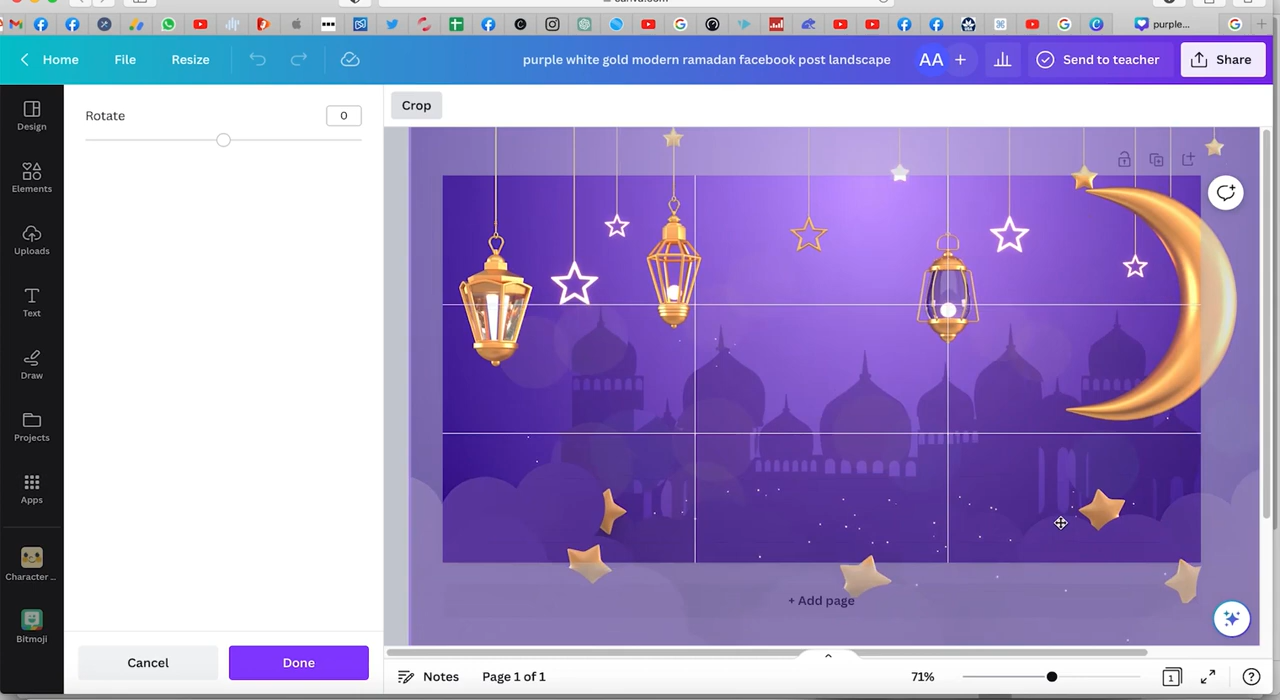 purple...
Home
File
Resize
purple white gold modern ramadan facebook post landscape
AA
+
Send to teacher
Share
Design
Elements
Uploads
Text
Draw
Projects
Apps
Character ...
Bitmoji
Rotate
0
Crop
+ Add page
Cancel
Done
Notes
Page 1 of 1
71%
1